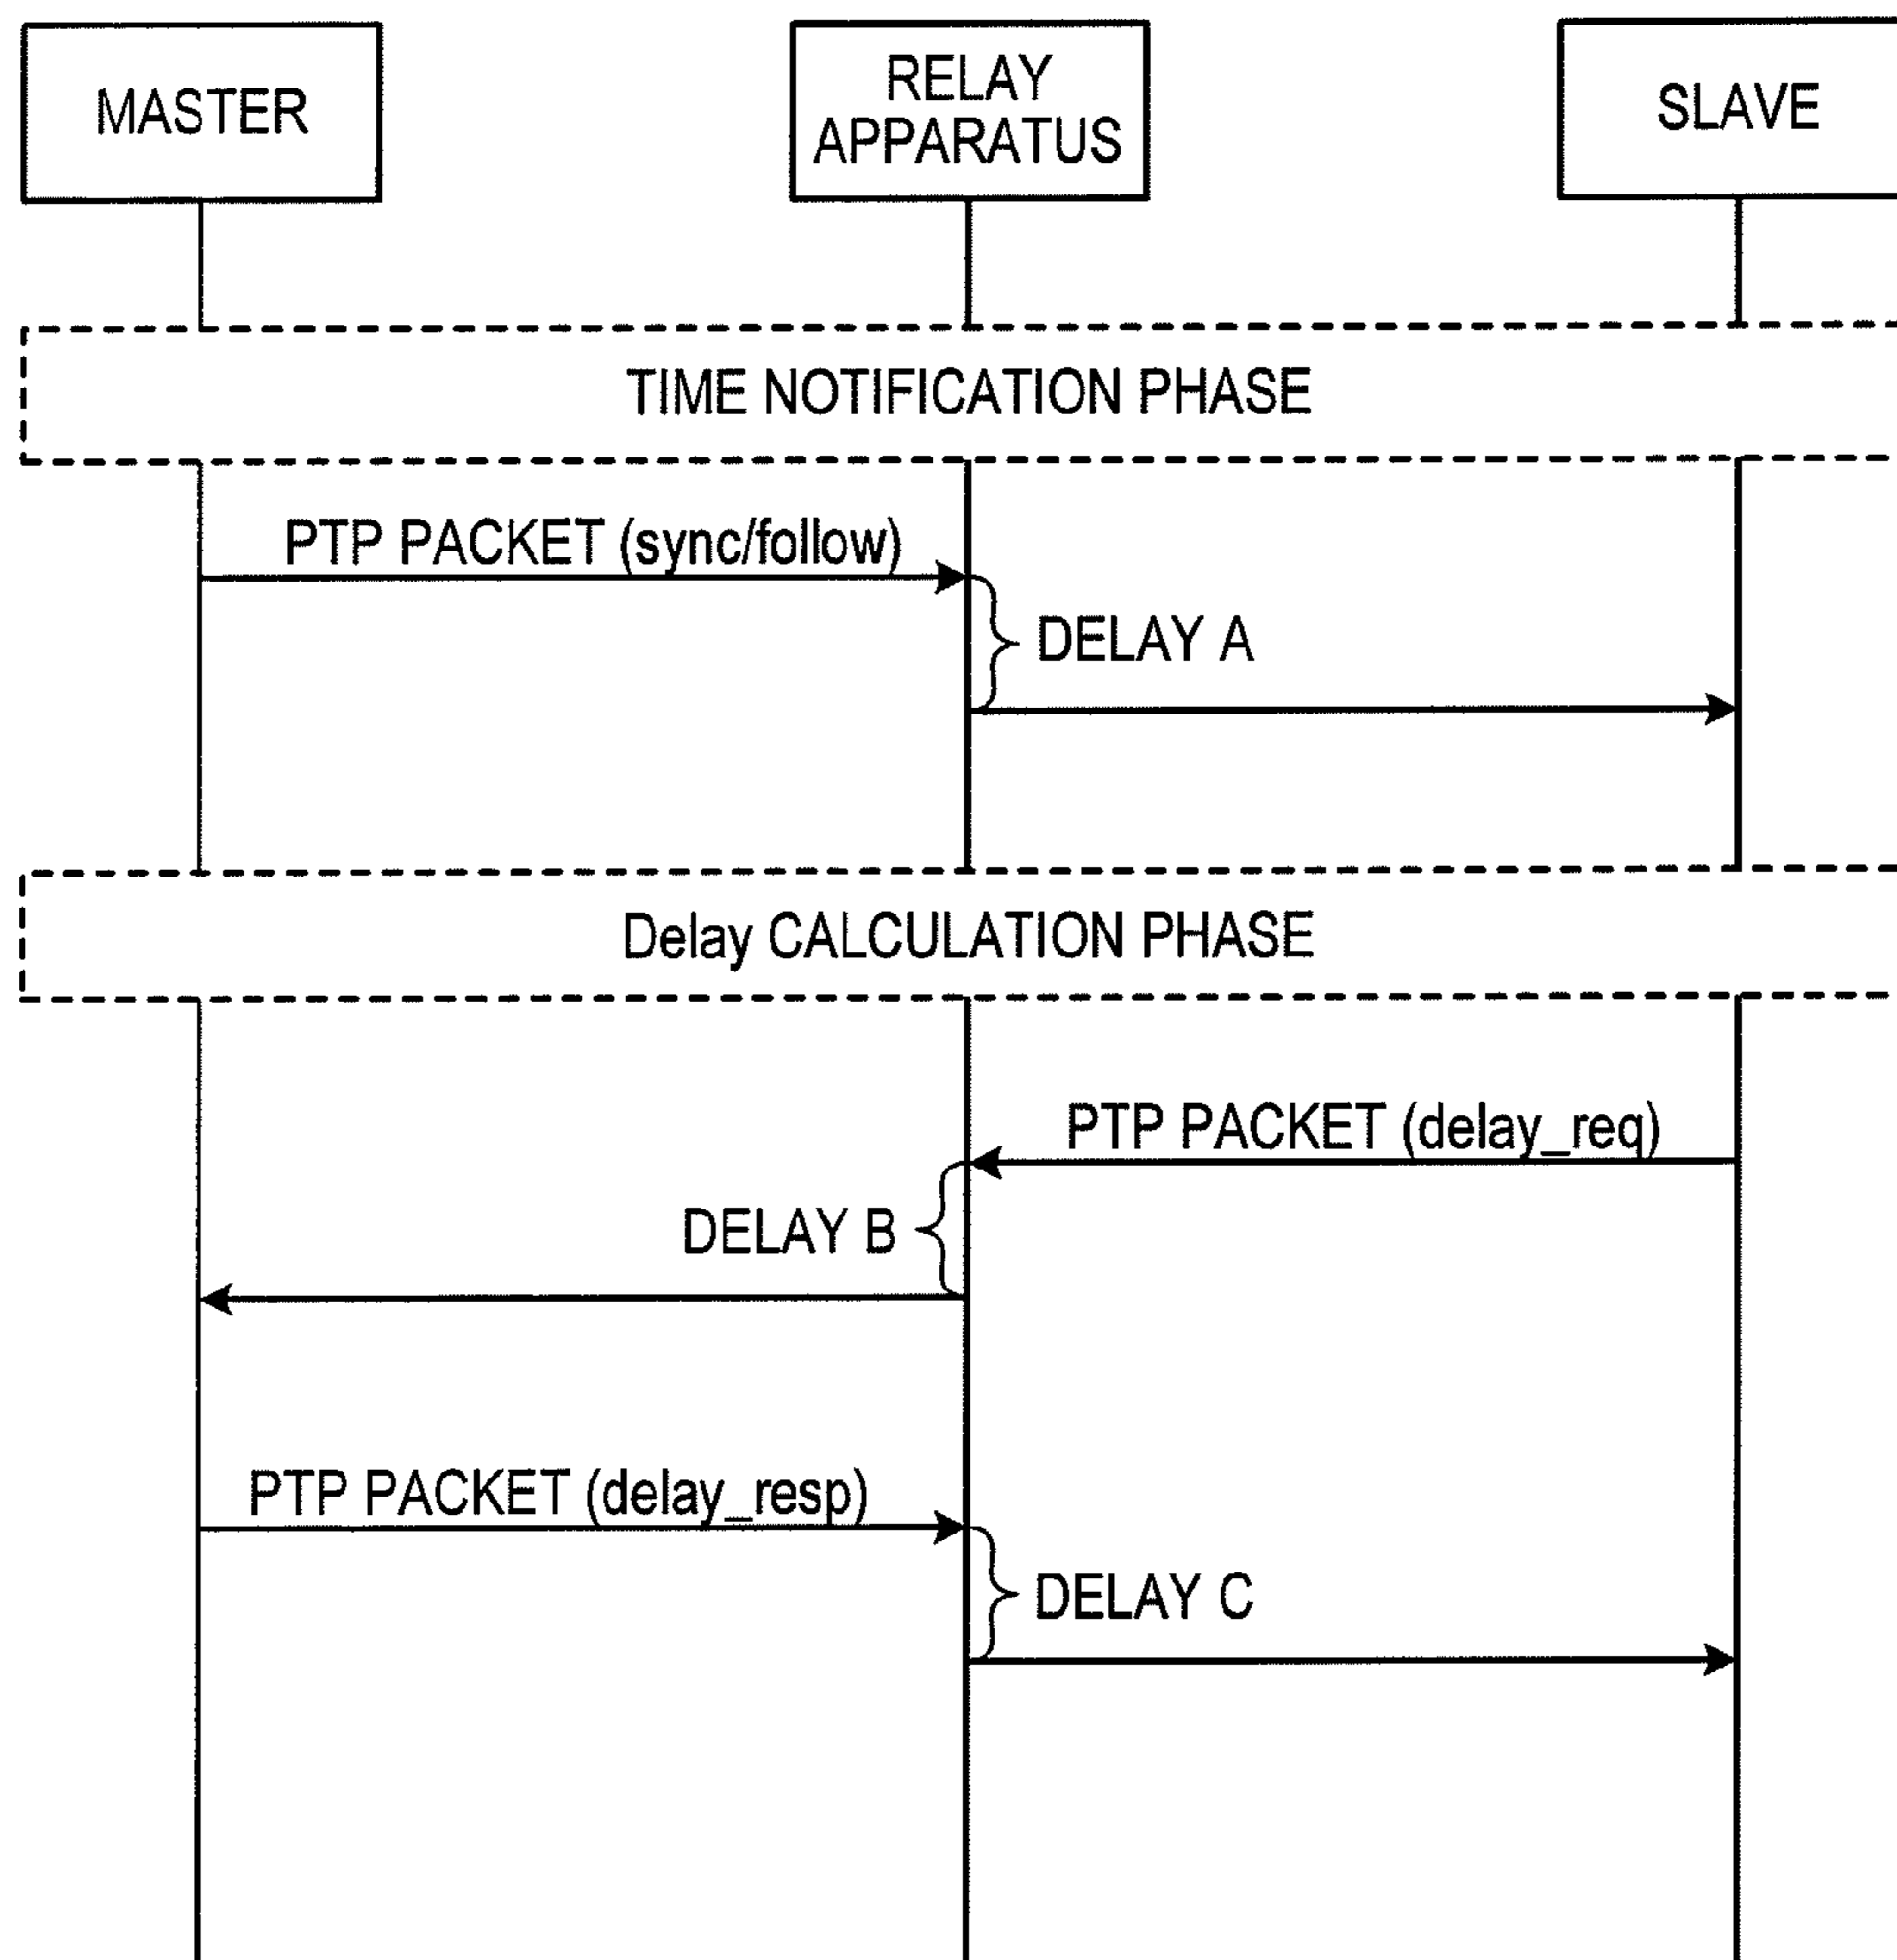 MASTER
RELAY
APPARATUS
SLAVE
TIME NOTIFICATION PHASE
PTP PACKET (sync/follow)
DELAY A
Delay CALCULATION PHASE
PTP PACKET (delay_req)
DELAY B
PTP PACKET (delay_resp)
DELAY C